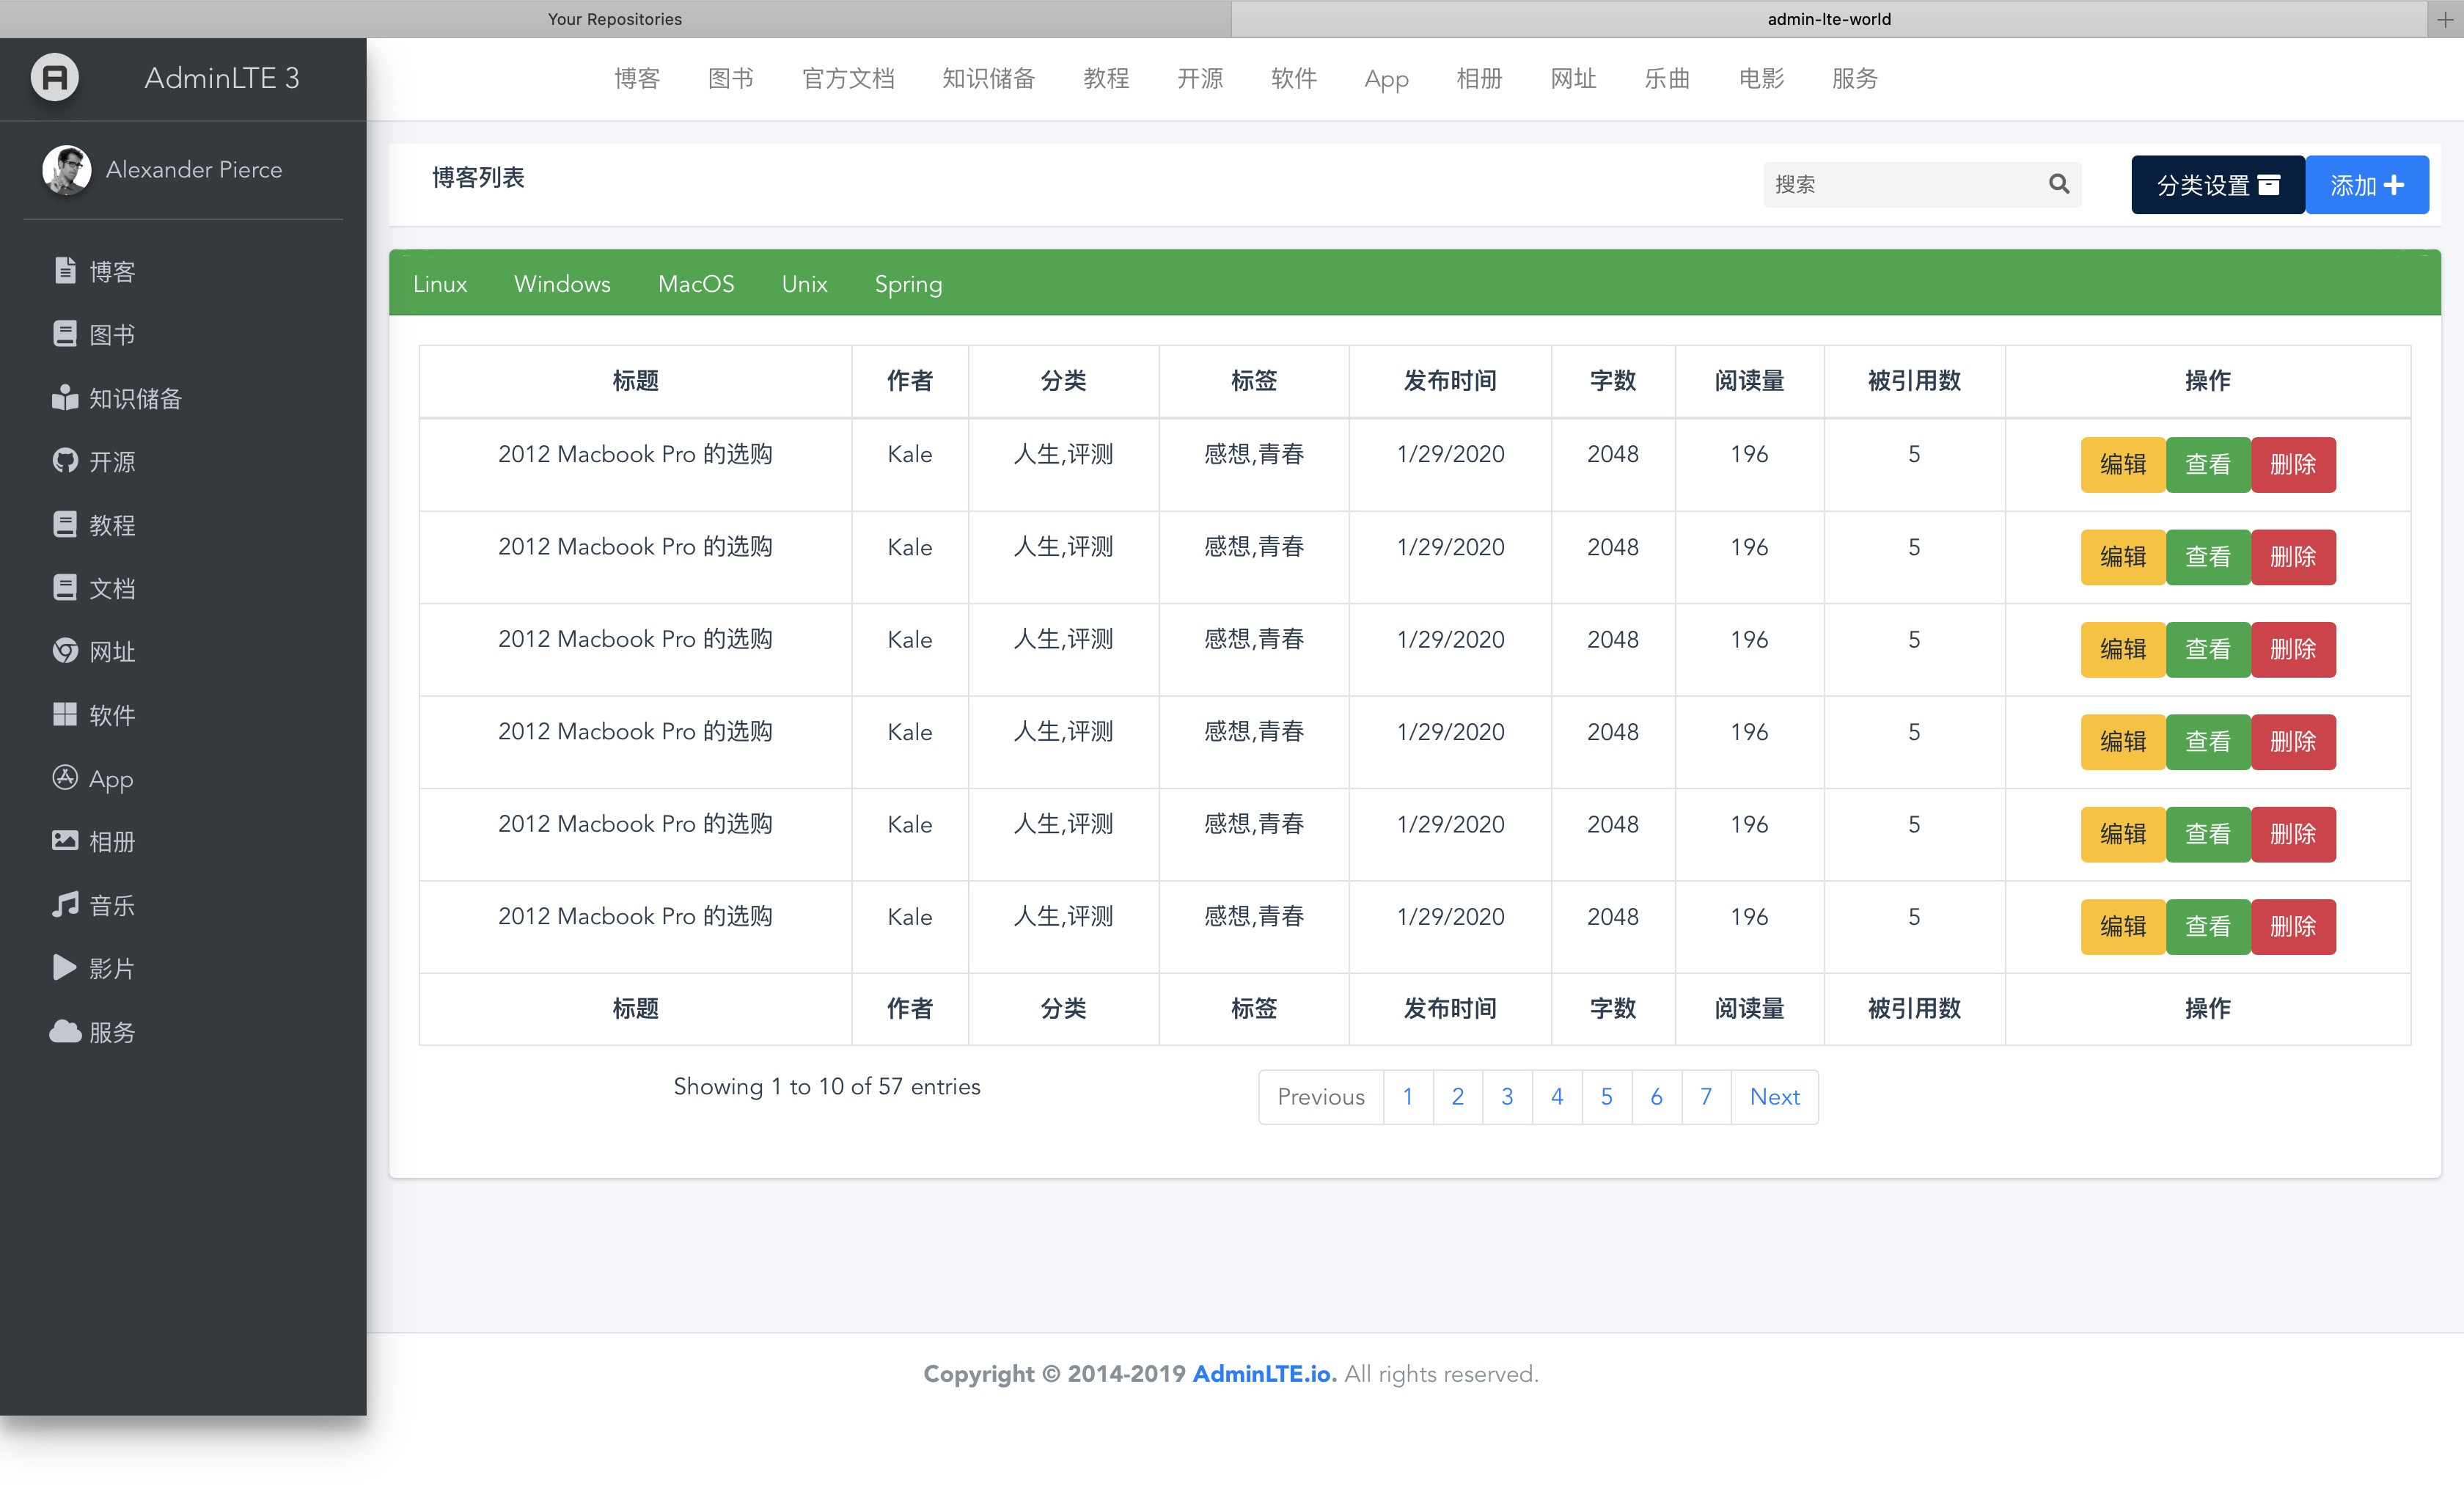 Your Repositories
admin-lte-world
AdminLTE 3
博客 图书 官方文档 知识储备 教程 开源 软件 App 相册 网址 乐曲 电影 服务
Alexander Pierce
博客
图书
知识储备
开源
教程
文档
网址
软件
App
相册
音乐
影片
服务
博客列表
搜索
分类设置
添加
Linux Windows MacOS Unix Spring
标题 作者 分类 标签 发布时间 字数 阅读量 被引用数 操作
2012 Macbook Pro 的选购 Kale 人生,评测 感想,青春 1/29/2020 2048 196 5 编辑 查看 删除
2012 Macbook Pro 的选购 Kale 人生,评测 感想,青春 1/29/2020 2048 196 5 编辑 查看 删除
2012 Macbook Pro 的选购 Kale 人生,评测 感想,青春 1/29/2020 2048 196 5 编辑 查看 删除
2012 Macbook Pro 的选购 Kale 人生,评测 感想,青春 1/29/2020 2048 196 5 编辑 查看 删除
2012 Macbook Pro 的选购 Kale 人生,评测 感想,青春 1/29/2020 2048 196 5 编辑 查看 删除
2012 Macbook Pro 的选购 Kale 人生,评测 感想,青春 1/29/2020 2048 196 5 编辑 查看 删除
标题 作者 分类 标签 发布时间 字数 阅读量 被引用数 操作
Showing 1 to 10 of 57 entries
Previous 1 2 3 4 5 6 7 Next
Copyright © 2014-2019 AdminLTE.io. All rights reserved.